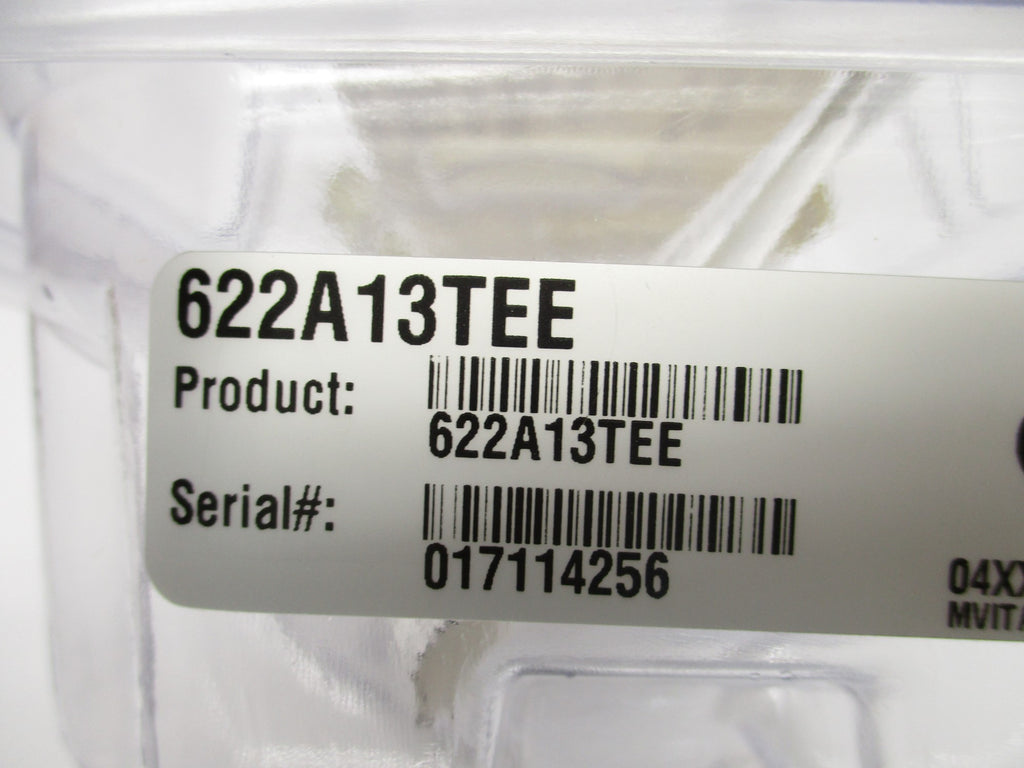 622A13TEE
Product:
622A13TEE
Serial#:
017114256